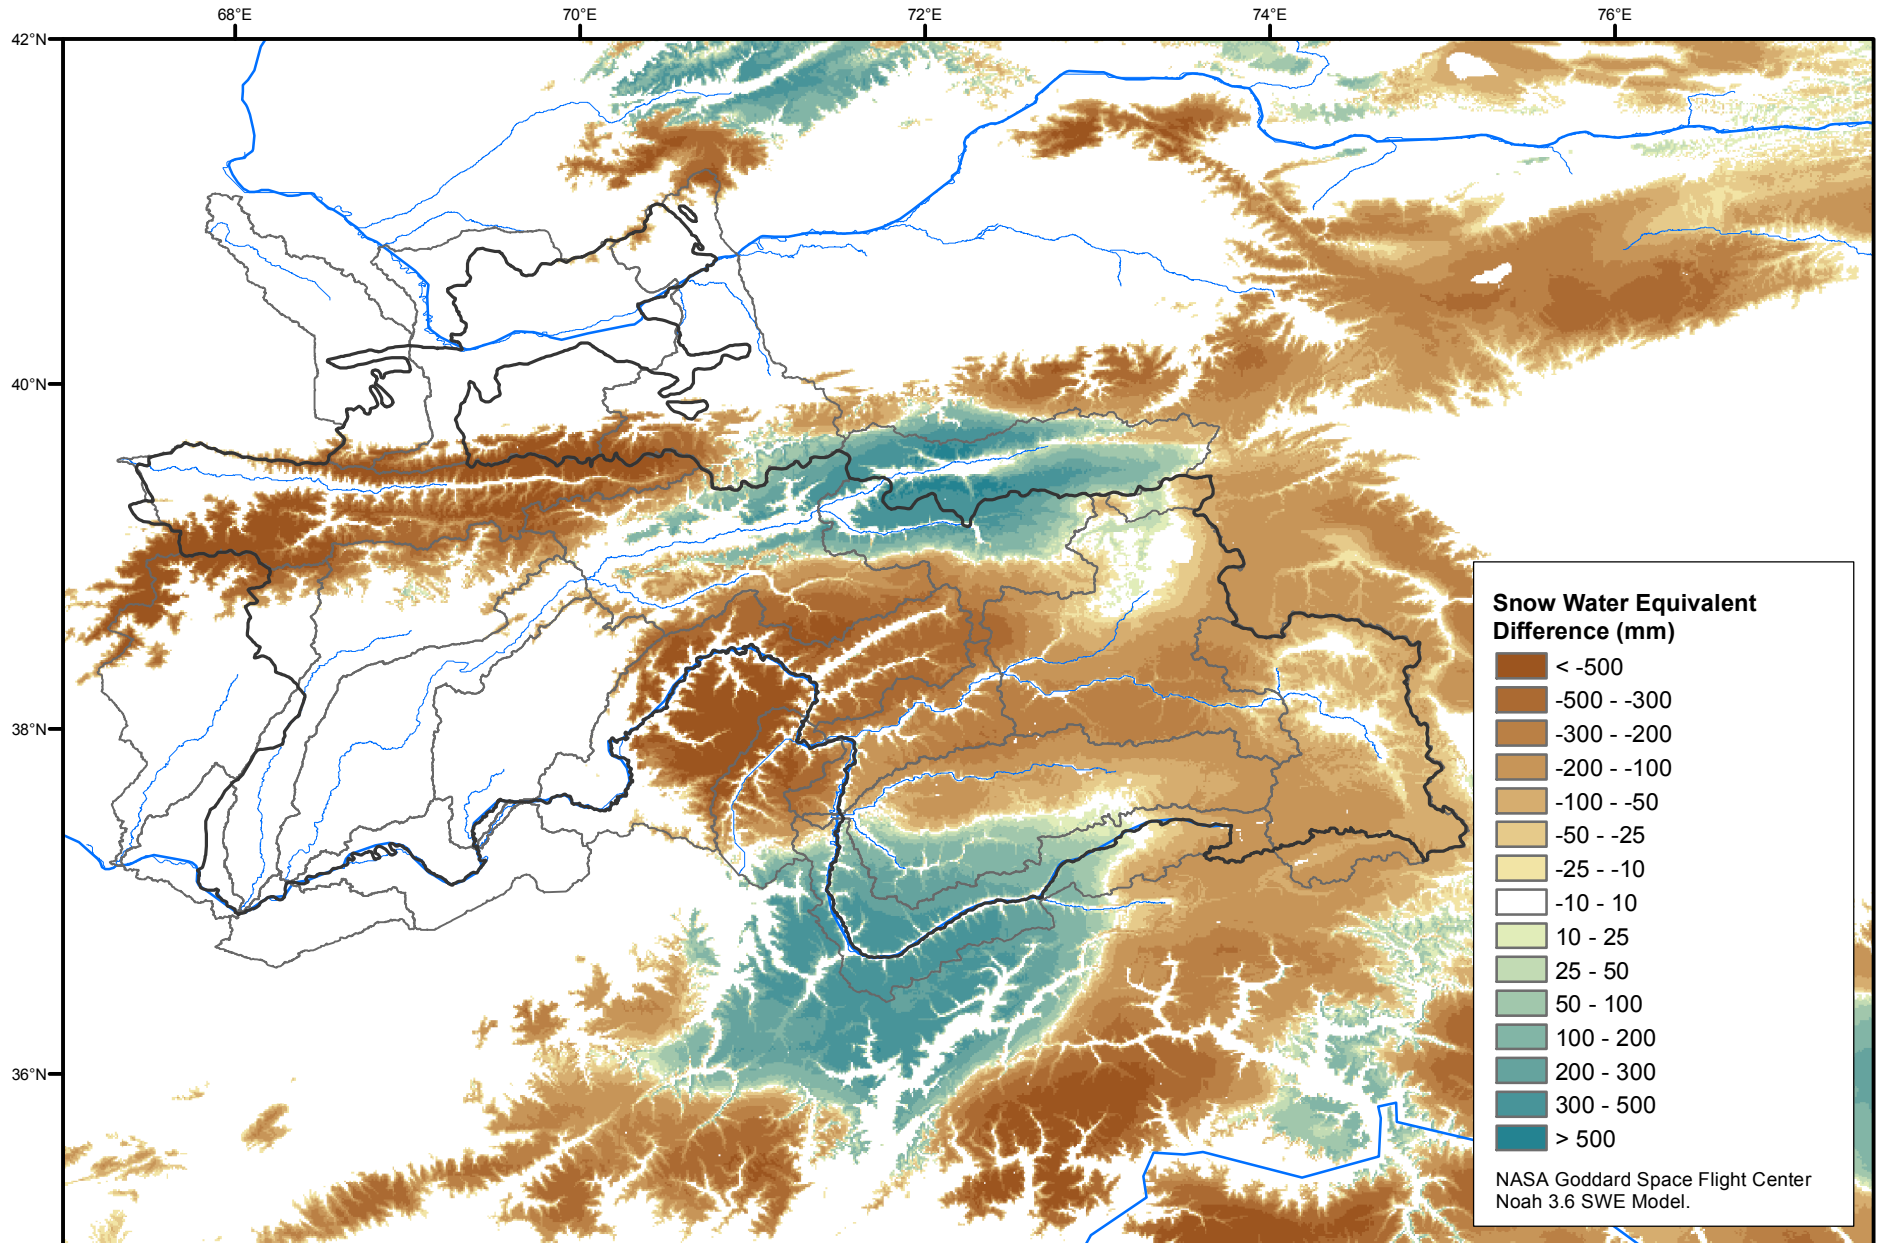 68°E
70°E
72°E
74°E
76°E
42°N
40°N
38°N
36°N
Snow Water Equivalent
Difference (mm)
< -500
-500 - -300
-300 - -200
-200 - -100
-100 - -50
-50 - -25
-25 - -10
-10 - 10
10 - 25
25 - 50
50 - 100
100 - 200
200 - 300
300 - 500
> 500
NASA Goddard Space Flight Center
Noah 3.6 SWE Model.